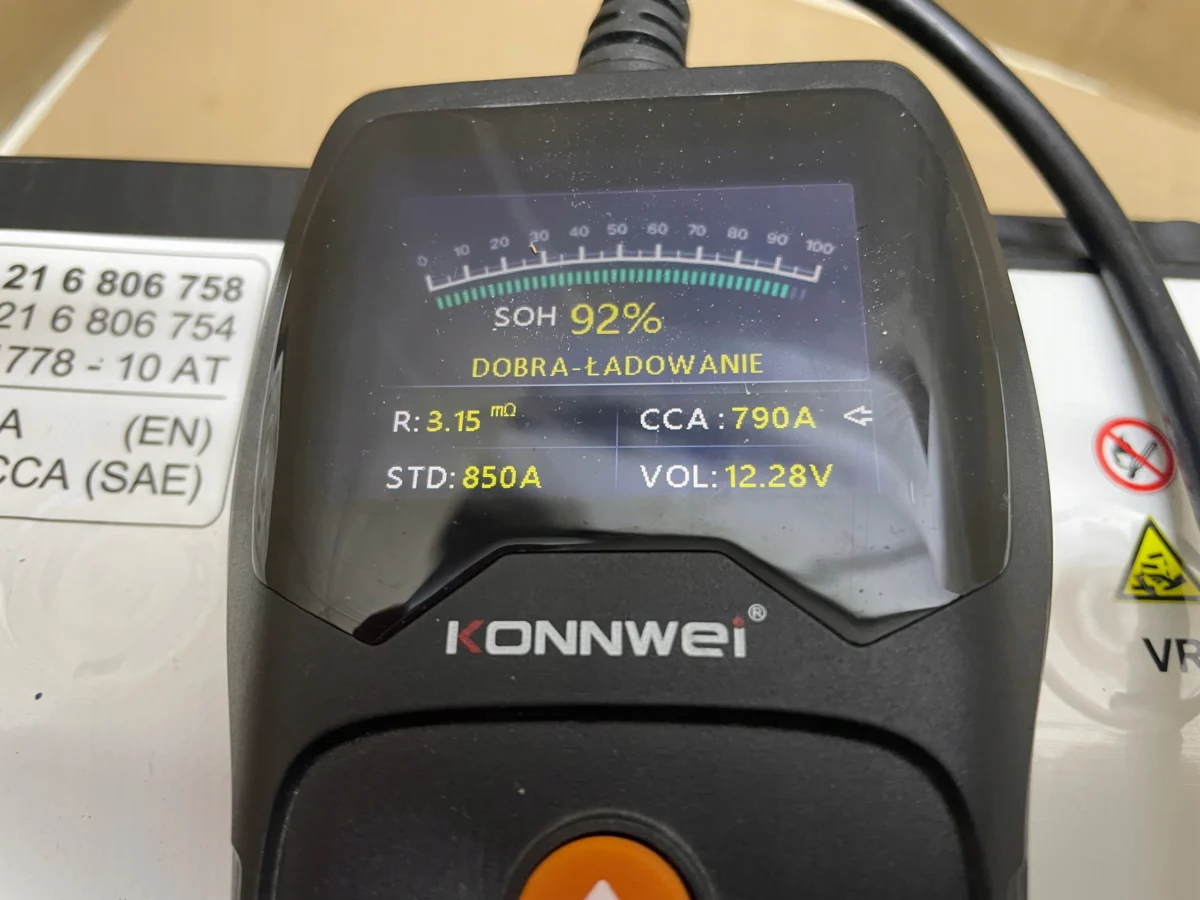 0 10 20 30 40 50 60 70 80 90 100
SOH 92%
DOBRA-ŁADOWANIE
R: 3.15 mΩ CCA : 790A
STD: 850A VOL: 12.28V
KONNWEI®
21 6 806 758
21 6 806 754
778 - 10 AT
A (EN)
CCA (SAE)
VR